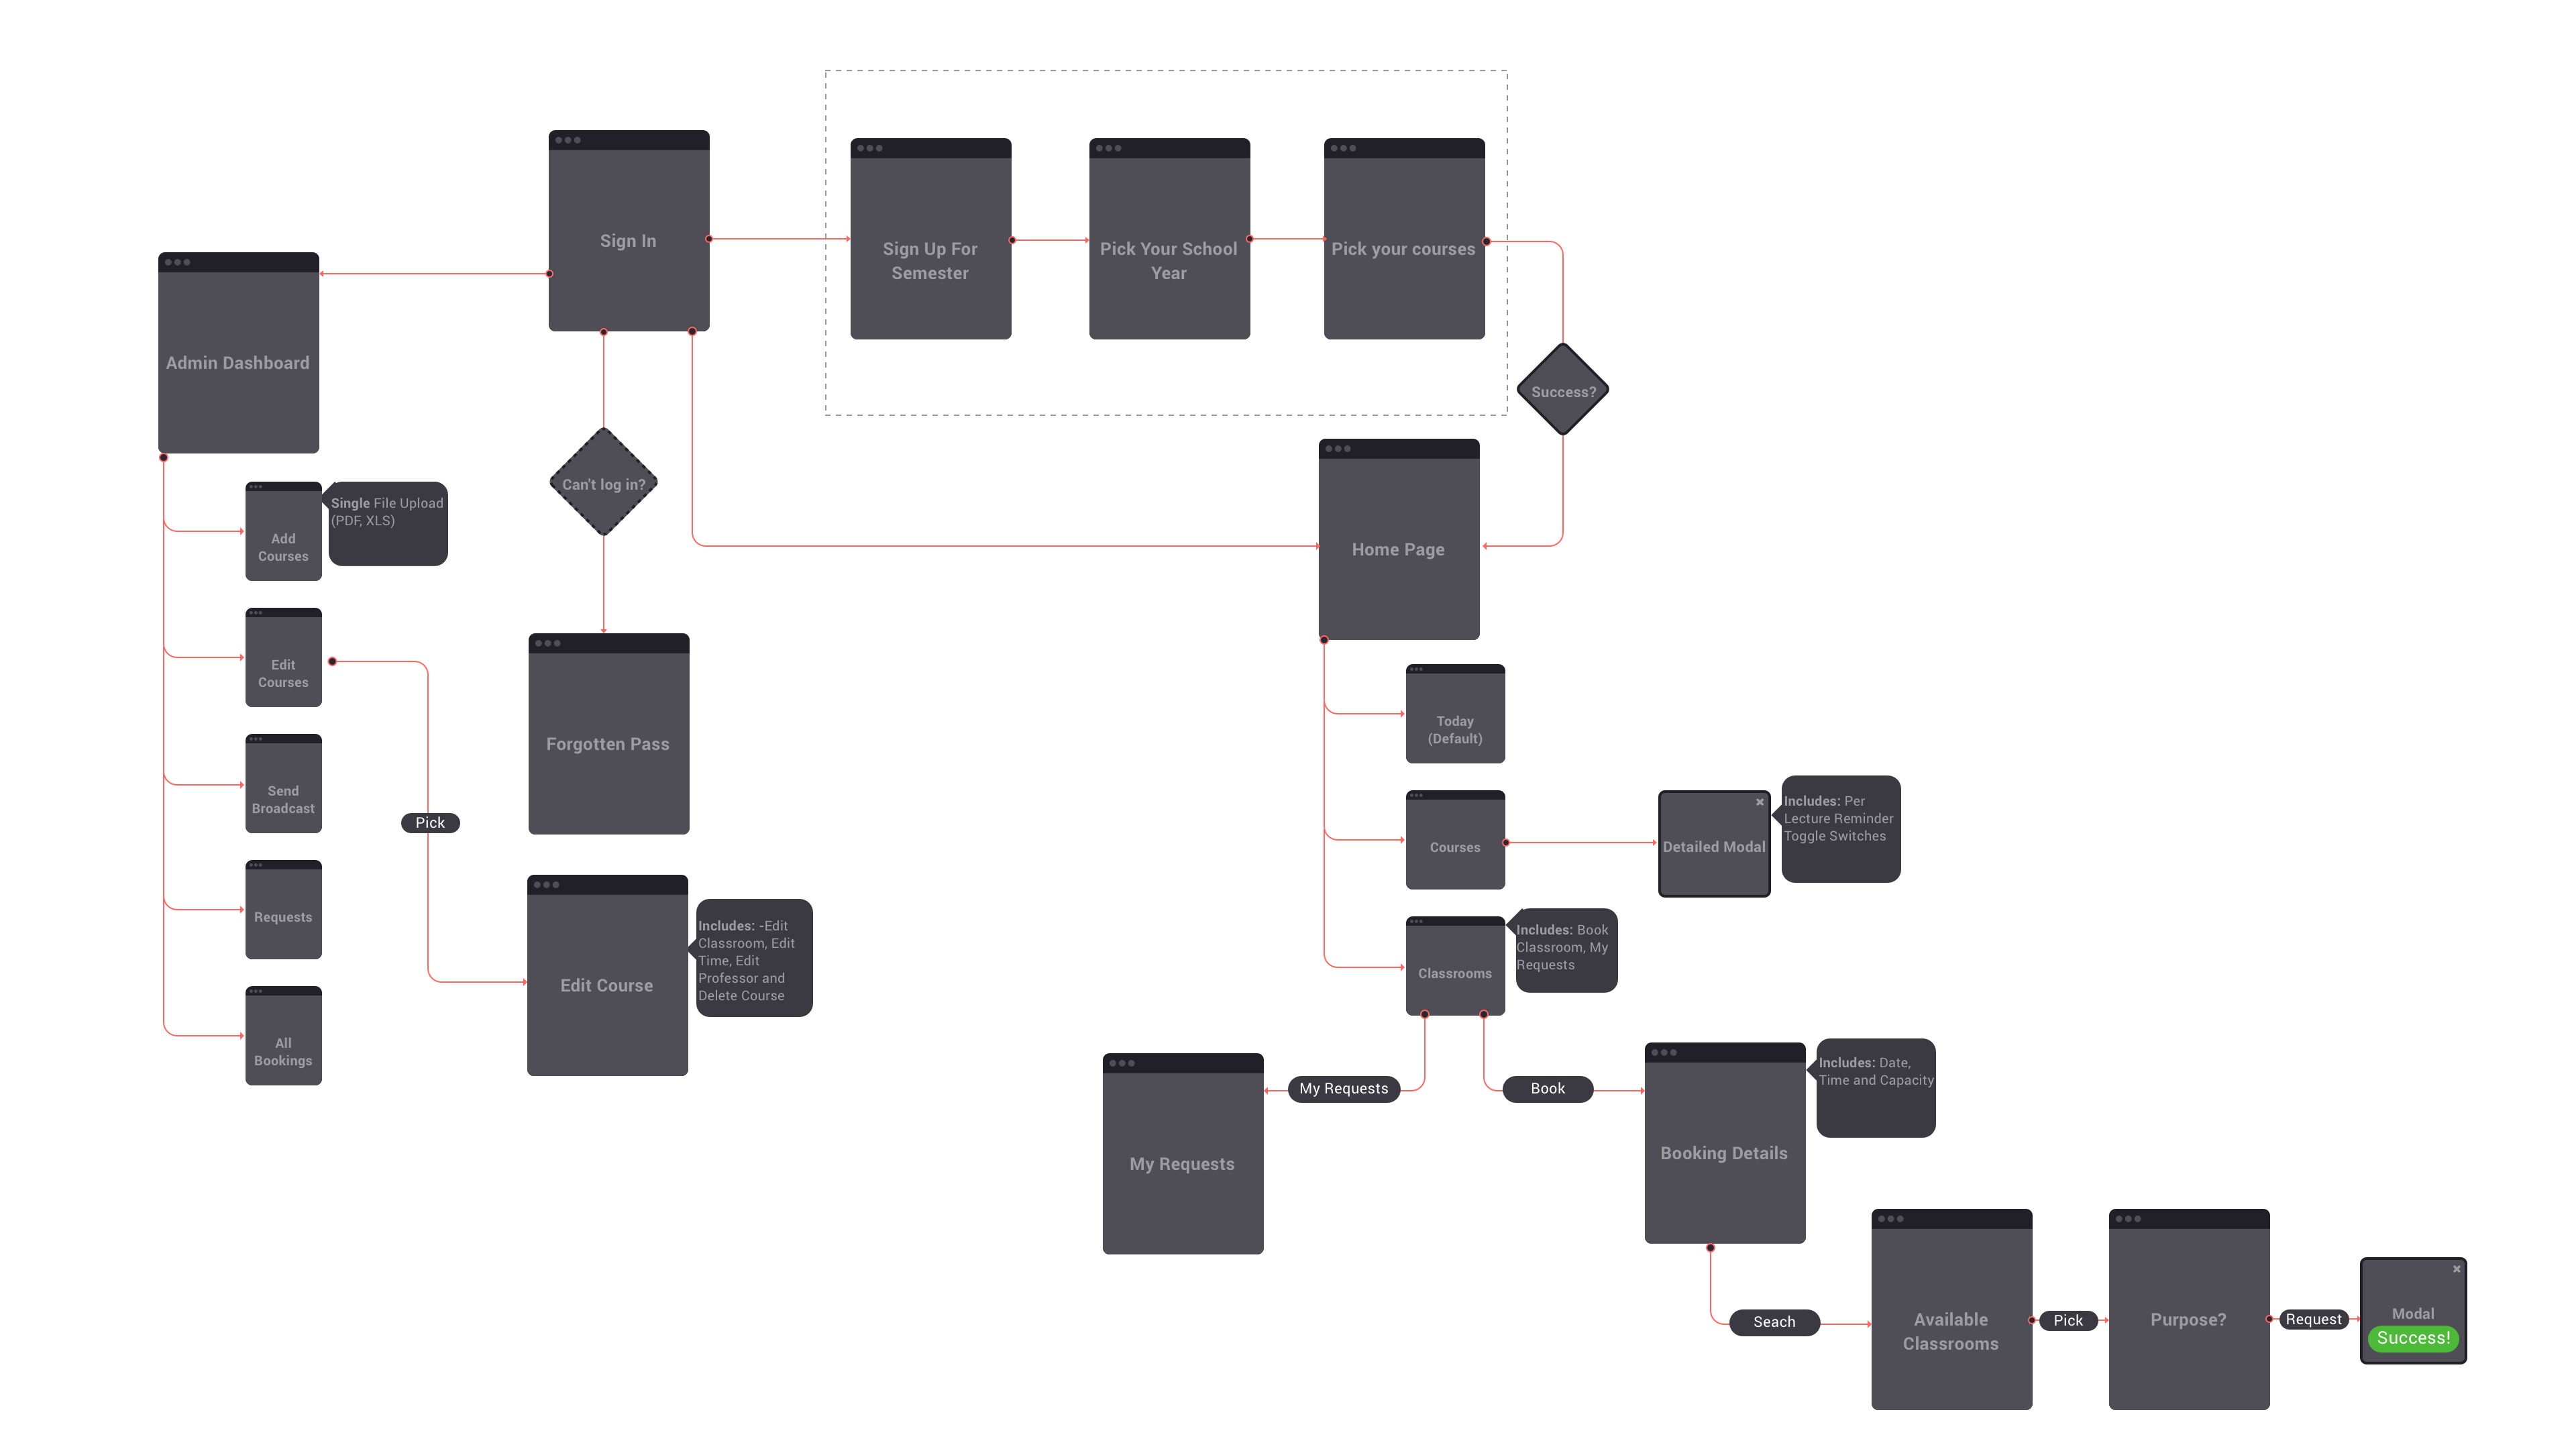 Sign In
Sign Up For
Semester
Pick Your School
Year
Pick your courses
Success?
Admin Dashboard
Can't log in?
Add
Courses
Single File Upload
(PDF, XLS)
Edit
Courses
Send
Broadcast
Requests
All
Bookings
Pick
Forgotten Pass
Edit Course
Includes: -Edit
Classroom, Edit
Time, Edit
Professor and
Delete Course
Home Page
Today
(Default)
Courses
Detailed Modal
Includes: Per
Lecture Reminder
Toggle Switches
Classrooms
Includes: Book
Classroom, My
Requests
My Requests
Book
My Requests
Booking Details
Includes: Date,
Time and Capacity
Seach
Available
Classrooms
Pick
Purpose?
Request
Modal
Success!